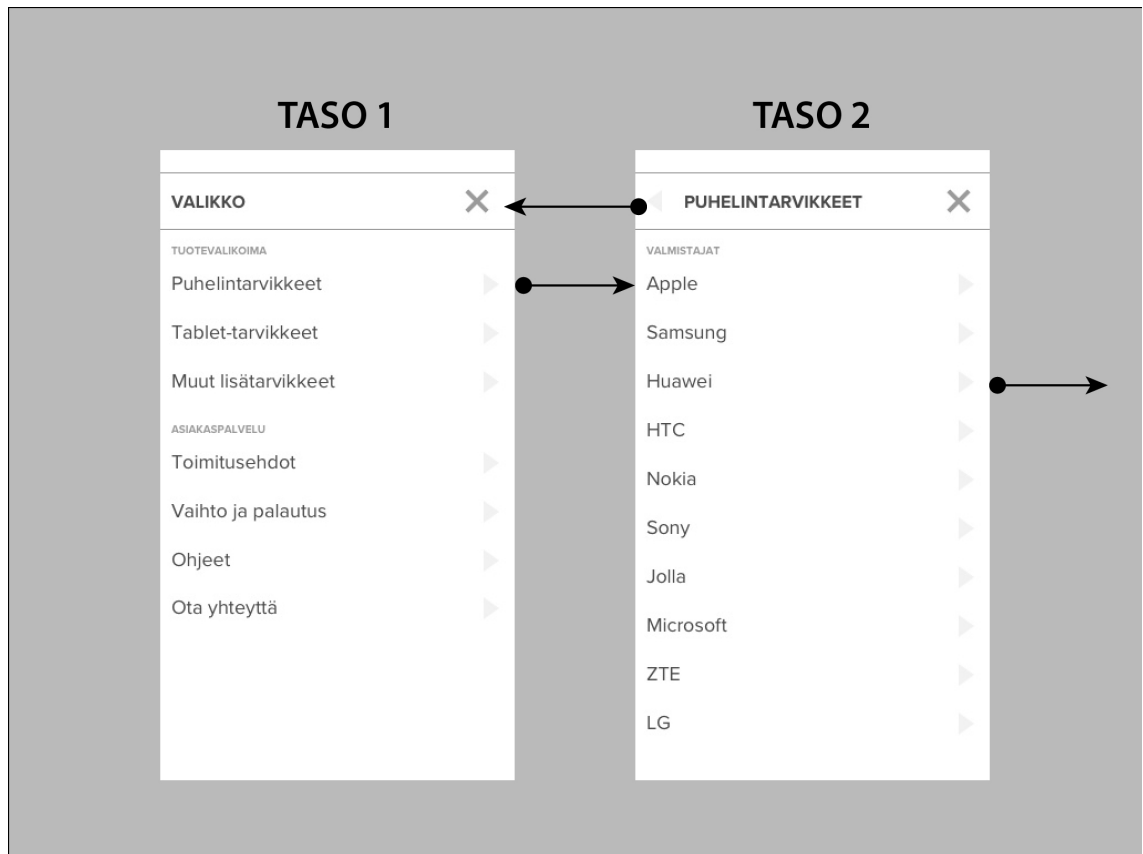 TASO 1
VALIKKO
TUOTEVALIKOIMA
Puhelintarvikkeet
Tablet-tarvikkeet
Muut lisätarvikkeet
ASIAKASPALVELU
Toimitusehdot
Vaihto ja palautus
Ohjeet
Ota yhteyttä
TASO 2
PUHELINTARVIKKEET
VALMISTAJAT
Apple
Samsung
Huawei
HTC
Nokia
Sony
Jolla
Microsoft
ZTE
LG